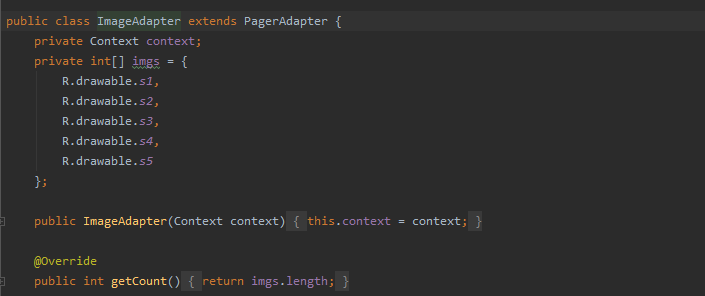 public class ImageAdapter extends PagerAdapter {
    private Context context;
    private int[] imgs = {
        R.drawable.s1,
        R.drawable.s2,
        R.drawable.s3,
        R.drawable.s4,
        R.drawable.s5
    };
    public ImageAdapter(Context context) { this.context = context; }
    @Override
    public int getCount() { return imgs.length; }